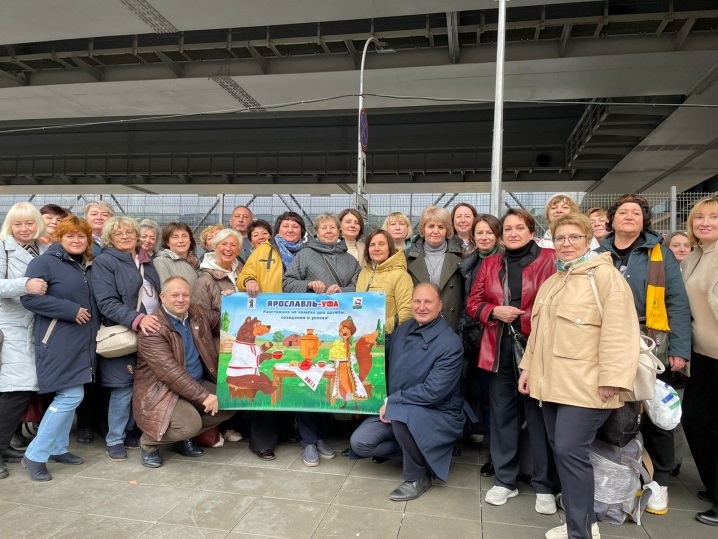 ЯРОСЛАВЛЬ-УФА
Расстояние не помеха для дружбы,
созидания и успеха!